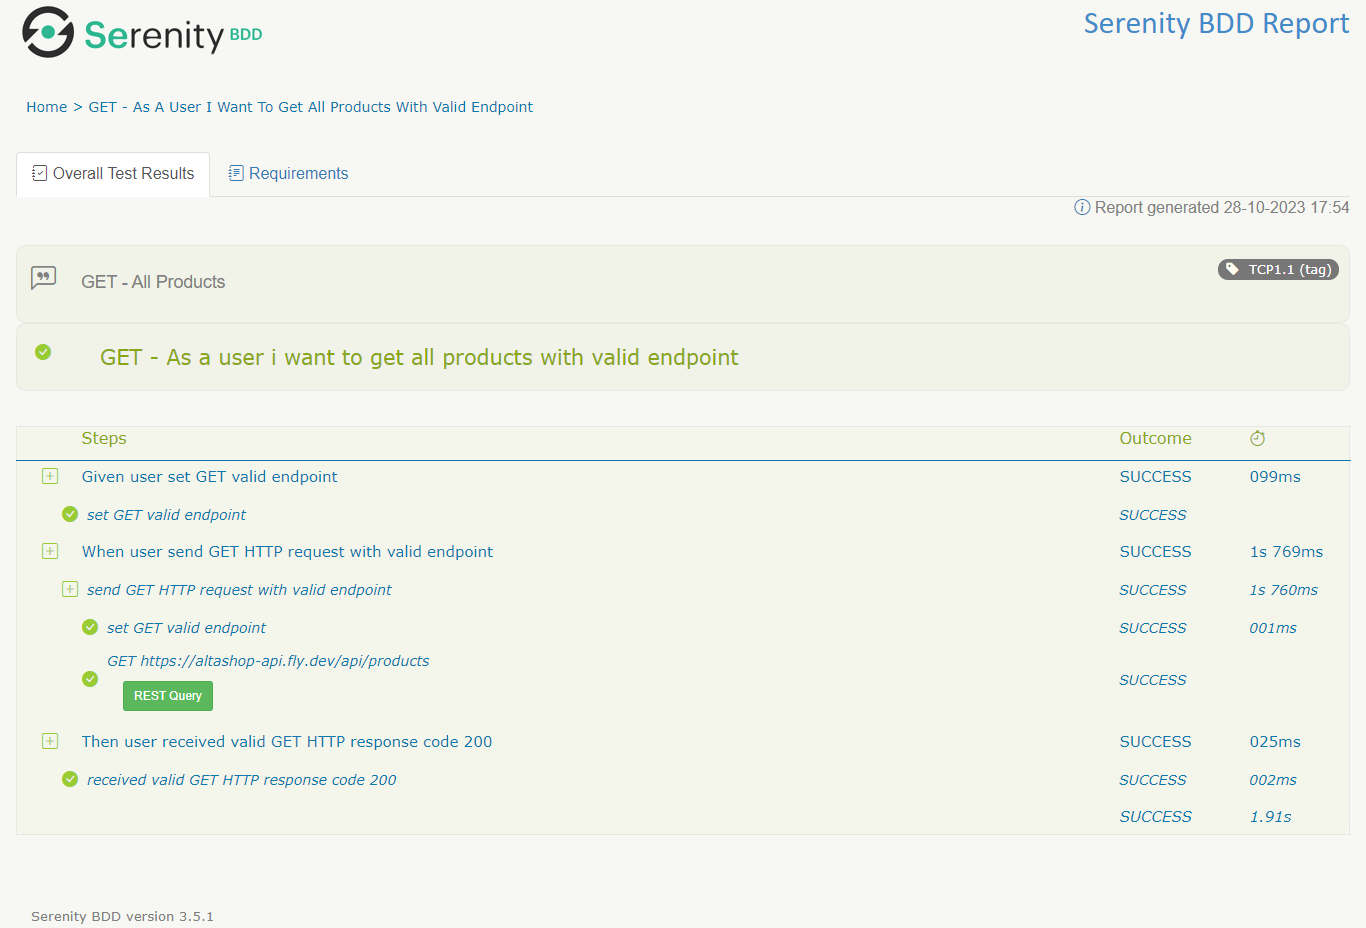 Serenity BDD
Serenity BDD Report
Home > GET - As A User I Want To Get All Products With Valid Endpoint
Overall Test Results
Requirements
Report generated 28-10-2023 17:54
GET - All Products
TCP1.1 (tag)
GET - As a user i want to get all products with valid endpoint
Steps Outcome
Given user set GET valid endpoint SUCCESS 099ms
set GET valid endpoint SUCCESS
When user send GET HTTP request with valid endpoint SUCCESS 1s 769ms
send GET HTTP request with valid endpoint SUCCESS 1s 760ms
set GET valid endpoint SUCCESS 001ms
GET https://altashop-api.fly.dev/api/products
SUCCESS
REST Query
Then user received valid GET HTTP response code 200 SUCCESS 025ms
received valid GET HTTP response code 200 SUCCESS 002ms
SUCCESS 1.91s
Serenity BDD version 3.5.1